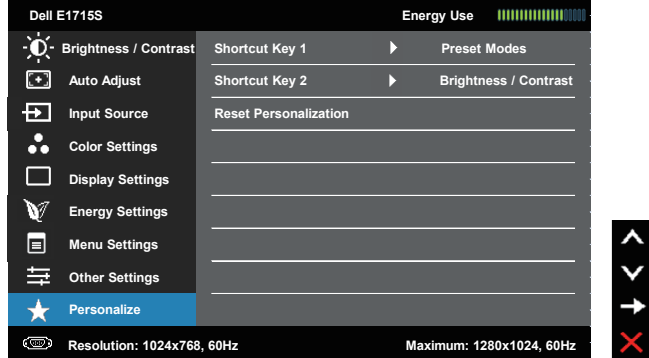 Dell E1715S Energy Use
Brightness / Contrast Shortcut Key 1 Preset Modes
Auto Adjust Shortcut Key 2 Brightness / Contrast
Input Source Reset Personalization
Color Settings
Display Settings
Energy Settings
Menu Settings
Other Settings
Personalize
Resolution: 1024x768, 60Hz Maximum: 1280x1024, 60Hz